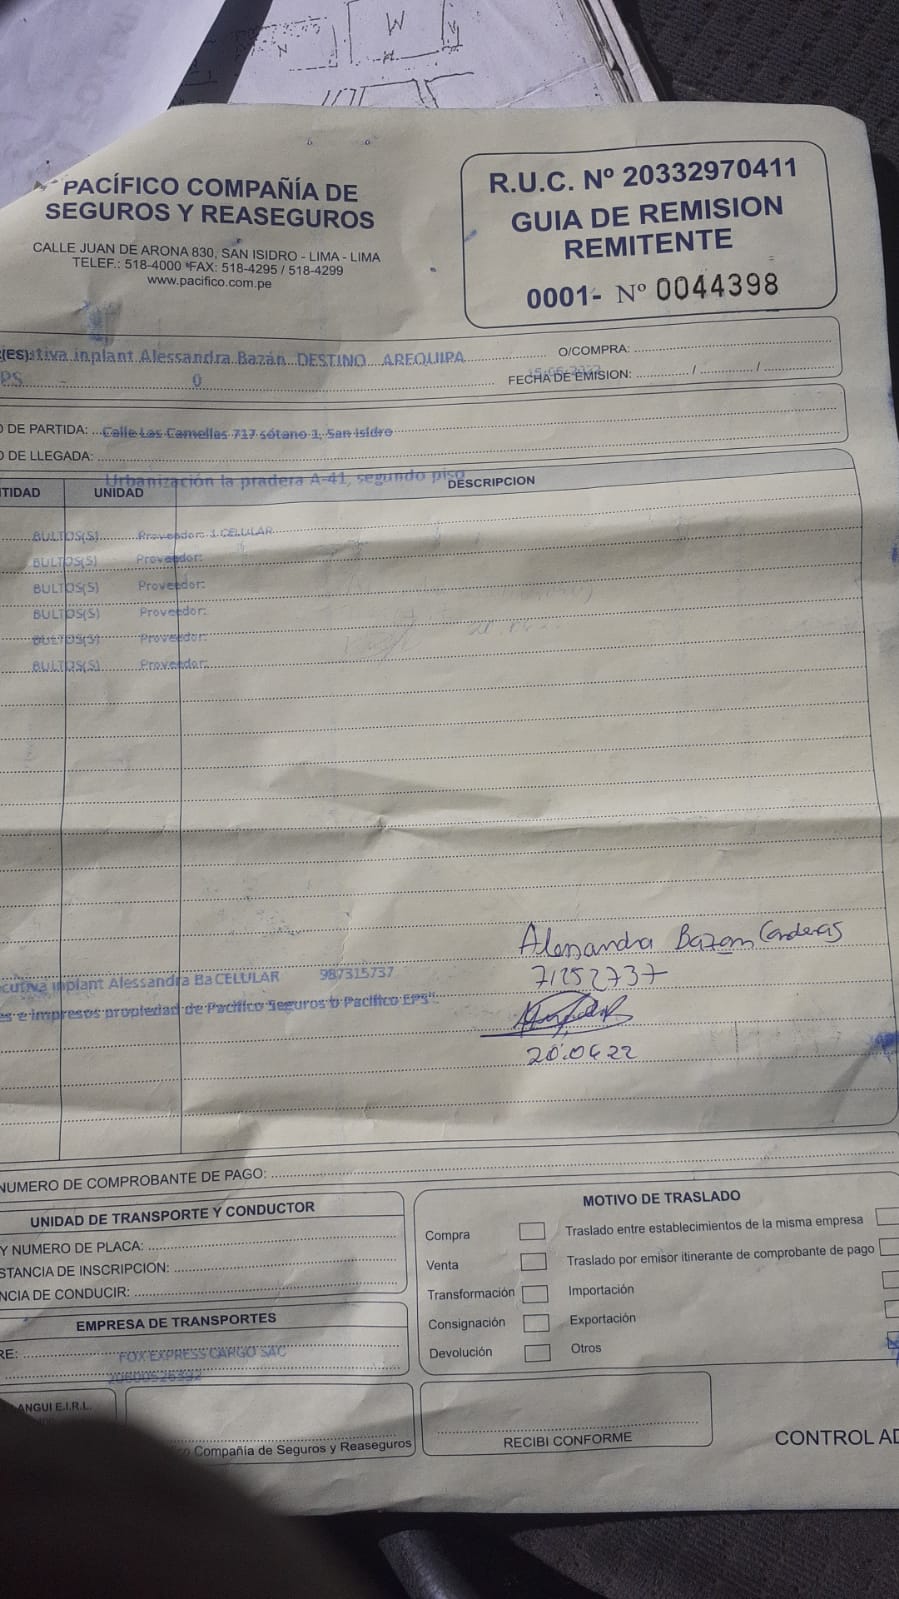 W
PACÍFICO COMPAÑÍA DE
SEGUROS Y REASEGUROS
CALLE JUAN DE ARONA 830, SAN ISIDRO - LIMA - LIMA
TELEF.: 518-4000 *FAX: 518-4295 / 518-4299
www.pacifico.com.pe
R.U.C. Nº 20332970411
GUIA DE REMISION
REMITENTE
0001- Nº 0044398
(ES): tiva inplant Alessandra Bazán DESTINO AREQUIPA
O/COMPRA:
PS - 0
FECHA DE EMISION: / /
O DE PARTIDA: Calle Las Camelias 717 sótano 1, San Isidro
O DE LLEGADA:
Urbanización la pradera A-41, segundo piso
TIDAD UNIDAD DESCRIPCION
BULTOS(S) Proveedor: 1 CELULAR
BULTOS(S) Proveedor:
BULTOS(S) Proveedor:
BULTOS(S) Proveedor:
BULTOS(S) Proveedor:
BULTOS(S) Proveedor:
Alessandra Bazan Cardenas
71252737
cutiva inplant Alessandra Ba CELULAR 987315737
es e impresos propiedad de Pacífico Seguros o Pacífico EPS".
20.06.22
NUMERO DE COMPROBANTE DE PAGO:
UNIDAD DE TRANSPORTE Y CONDUCTOR
Y NUMERO DE PLACA:
STANCIA DE INSCRIPCION:
NCIA DE CONDUCIR:
EMPRESA DE TRANSPORTES
RE: FOX EXPRESS CARGO SAC
20600526392
MOTIVO DE TRASLADO
Compra
Traslado entre establecimientos de la misma empresa
Venta
Traslado por emisor itinerante de comprobante de pago
Transformación
Importación
Consignación
Exportación
Devolución
Otros
ANGUI E.I.R.L.
co Compañía de Seguros y Reaseguros
RECIBI CONFORME
CONTROL AD